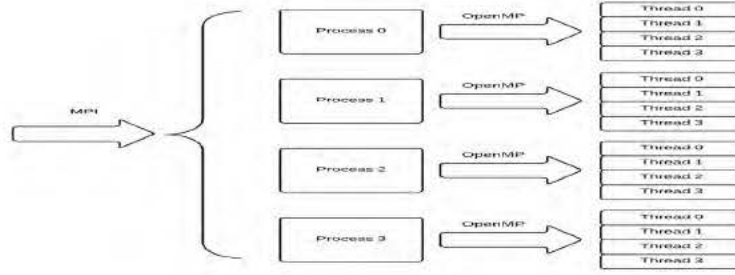 MPI
Process 0
OpenMP
Thread 0
Thread 1
Thread 2
Thread 3
Process 1
OpenMP
Thread 0
Thread 1
Thread 2
Thread 3
Process 2
OpenMP
Thread 0
Thread 1
Thread 2
Thread 3
Process 3
OpenMP
Thread 0
Thread 1
Thread 2
Thread 3